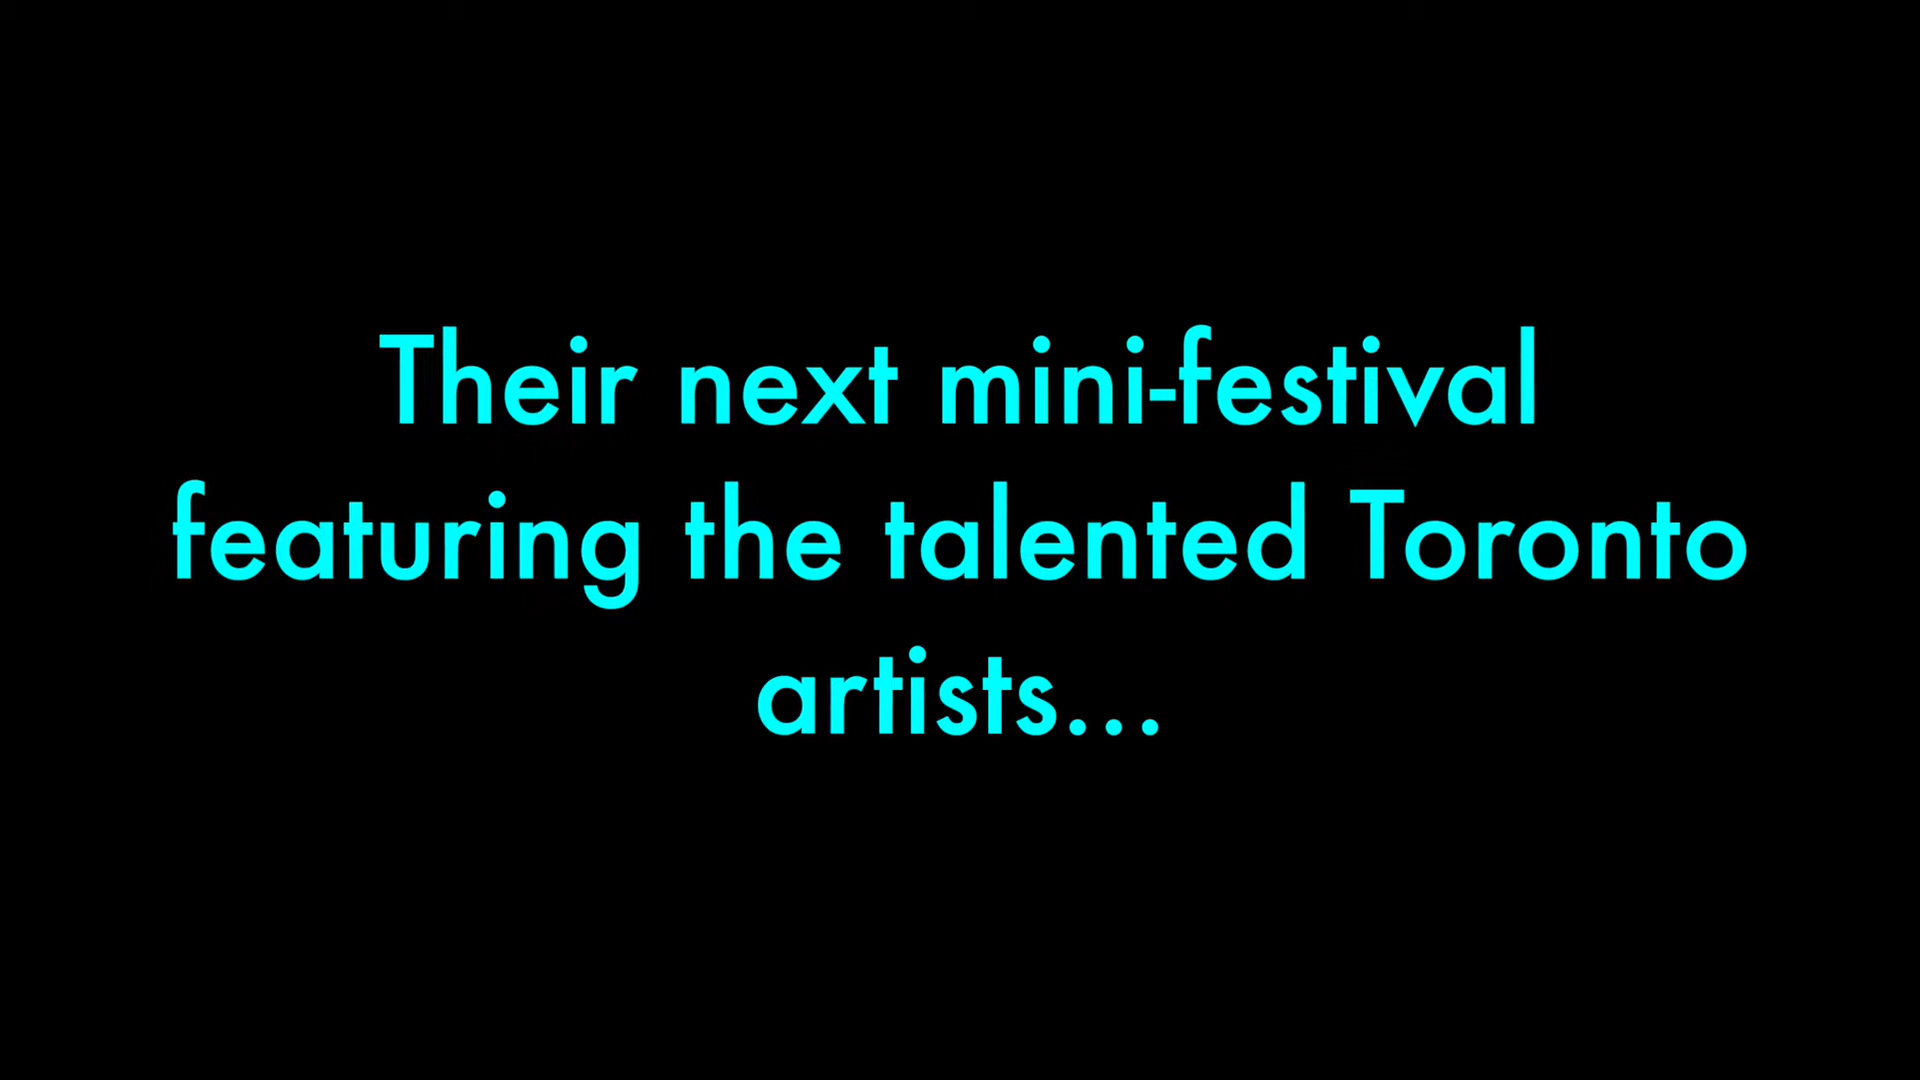 Their next mini-festival
featuring the talented Toronto
artists...